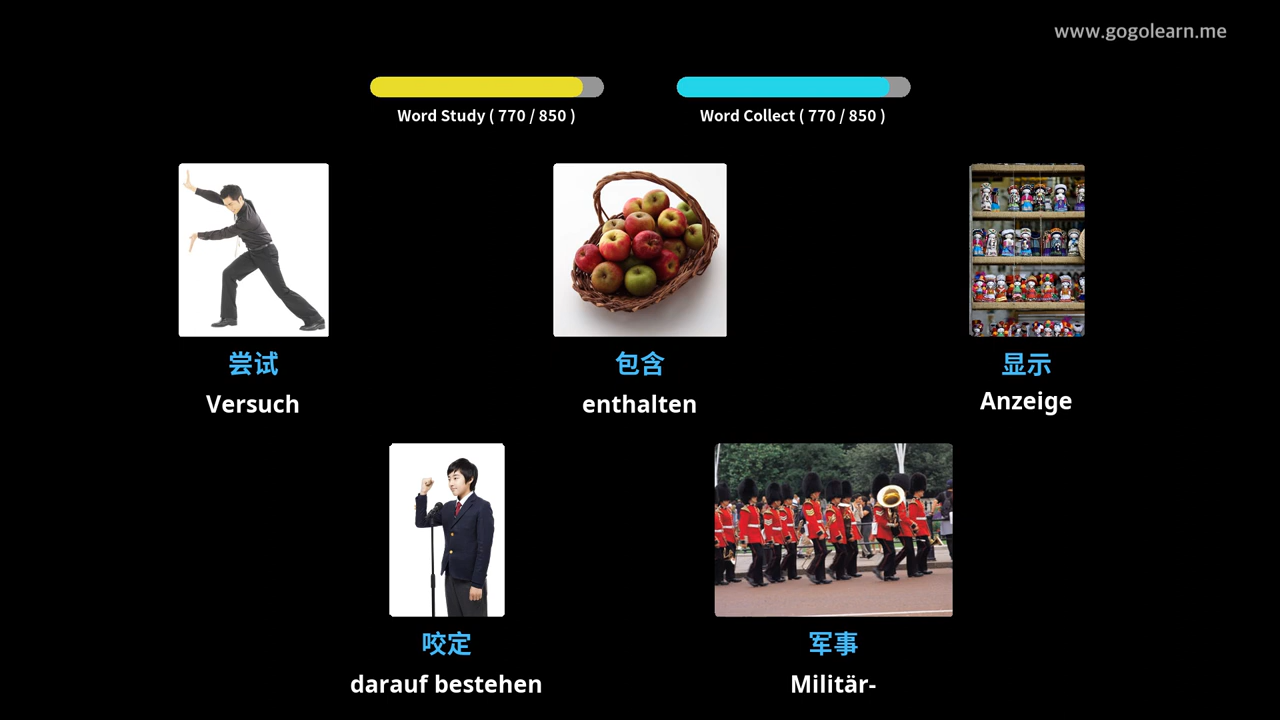 www.gogolearn.me
Word Study ( 770 / 850 )
Word Collect ( 770 / 850 )
尝试
Versuch
包含
enthalten
显示
Anzeige
咬定
darauf bestehen
军事
Militär-